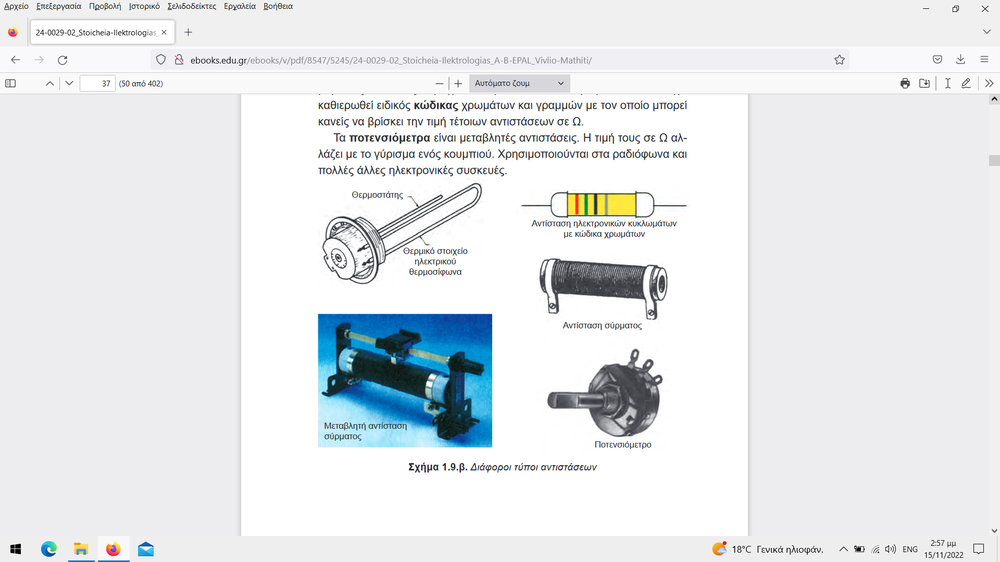 Αρχείο Επεξεργασία Προβολή Ιστορικό Σελιδοδείκτες Εργαλεία Βοήθεια
24-0029-02_Stoicheia-Ilektrologias_
ebooks.edu.gr/ebooks/v/pdf/8547/5245/24-0029-02_Stoicheia-Ilektrologias_A-B-EPAL_Vivlio-Mathiti/
37 (50 από 402)
Αυτόματο ζουμ
καθιερωθεί ειδικός κώδικας χρωμάτων και γραμμών με τον οποίο μπορεί
κανείς να βρίσκει την τιμή τέτοιων αντιστάσεων σε Ω.
Τα ποτενσιόμετρα είναι μεταβλητές αντιστάσεις. Η τιμή τους σε Ω αλ-
λάζει με το γύρισμα ενός κουμπιού. Χρησιμοποιούνται στα ραδιόφωνα και
πολλές άλλες ηλεκτρονικές συσκευές.
Θερμοστάτης
Θερμικό στοιχείο
ηλεκτρικού
θερμοσίφωνα
Αντίσταση ηλεκτρονικών κυκλωμάτων
με κώδικα χρωμάτων
Αντίσταση σύρματος
Μεταβλητή αντίσταση
σύρματος
Ποτενσιόμετρο
Σχήμα 1.9.β. Διάφοροι τύποι αντιστάσεων
18°C Γενικά ηλιοφάν.
ENG
2:57 μμ
15/11/2022